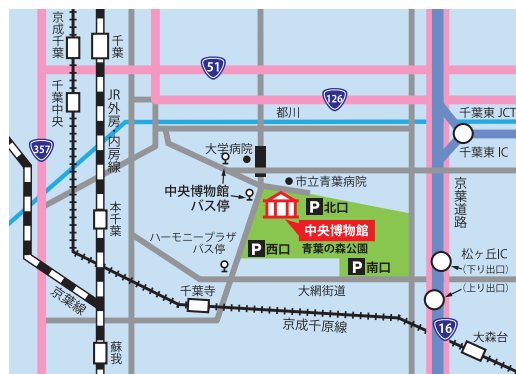 京成
千葉
千葉
51
126
都川
千葉東 JCT
千葉東 IC
千葉
中央
JR
外房・内房線
357
大学病院
市立青葉病院
中央博物館
バス停
P北口
中央博物館
青葉の森公園
京葉道路
本千葉
ハーモニープラザ
バス停
P西口
P南口
松ヶ丘IC
(下り出口)
(上り出口)
京葉線
千葉寺
大網街道
16
京成千原線
大森台
蘇我